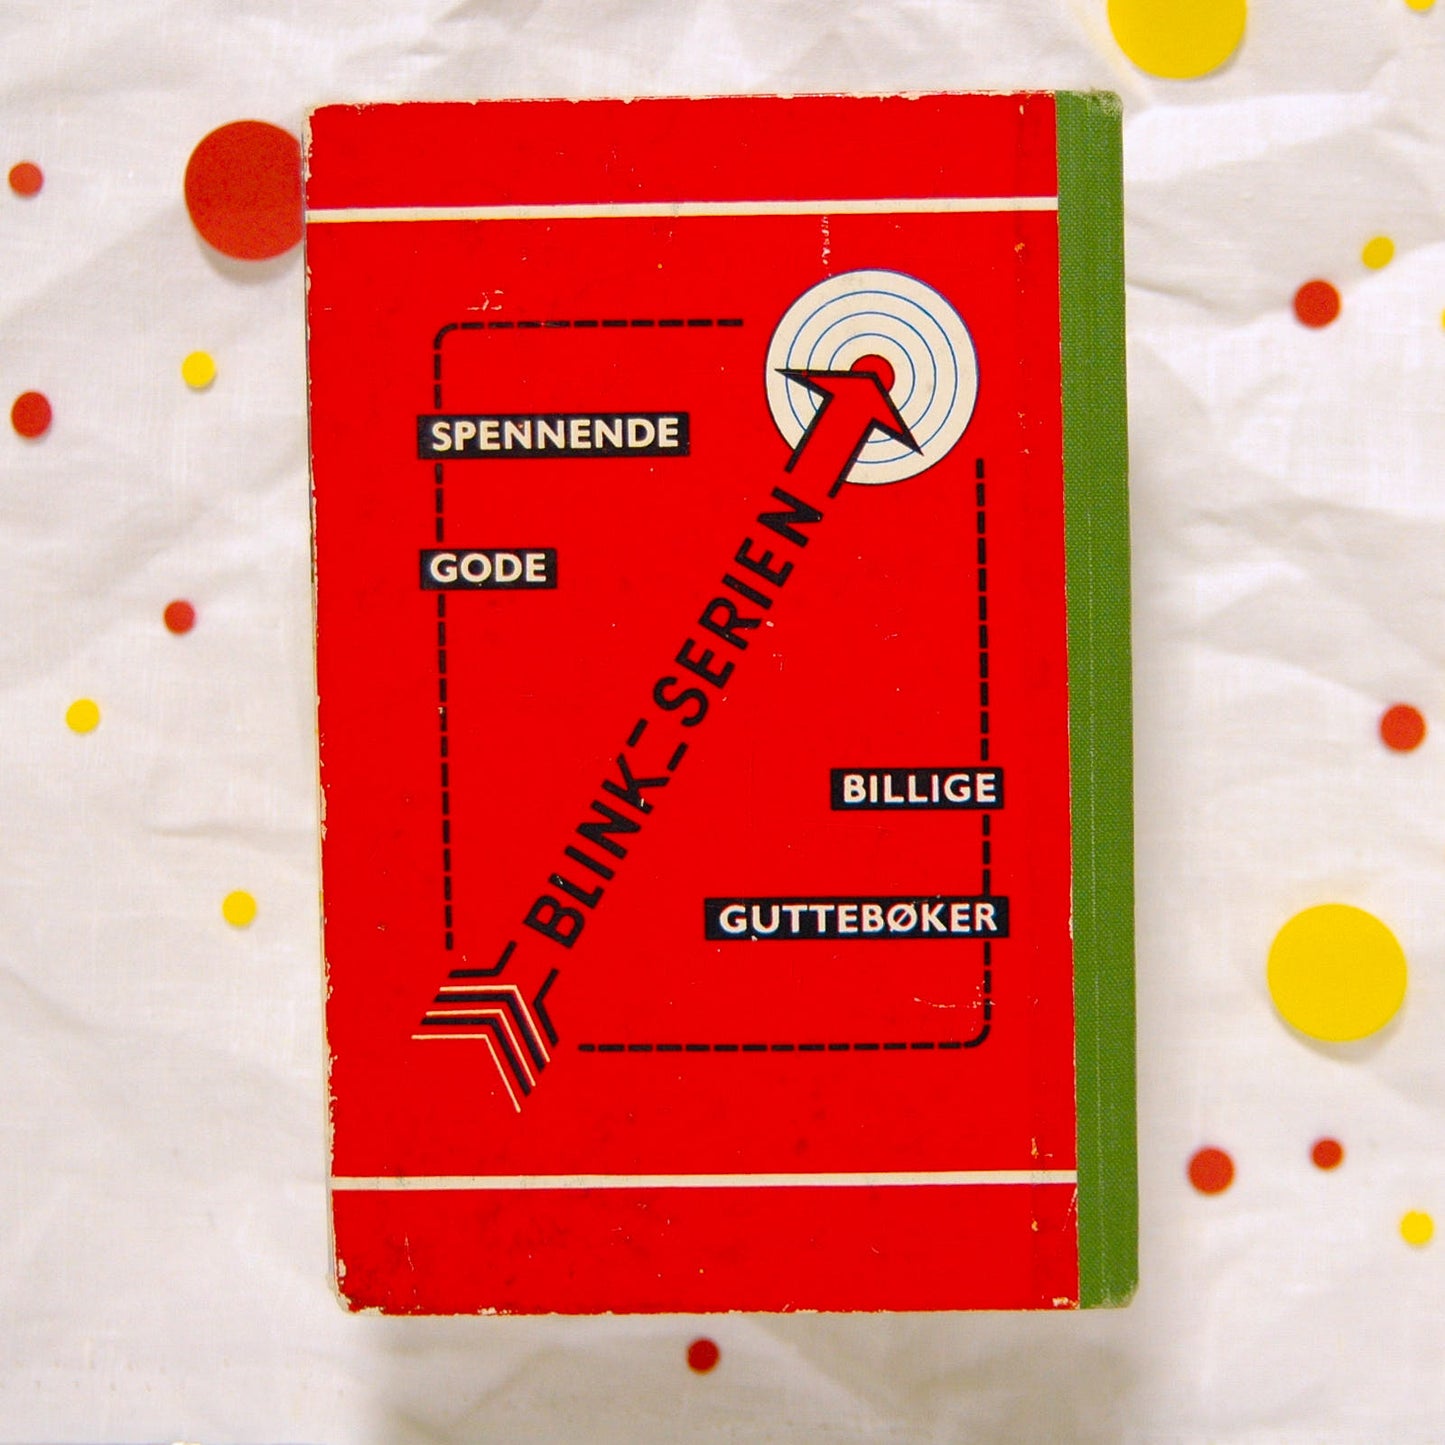 SPENNENDE
GODE
BLINK-SERIEN
BILLIGE
GUTTEBØKER